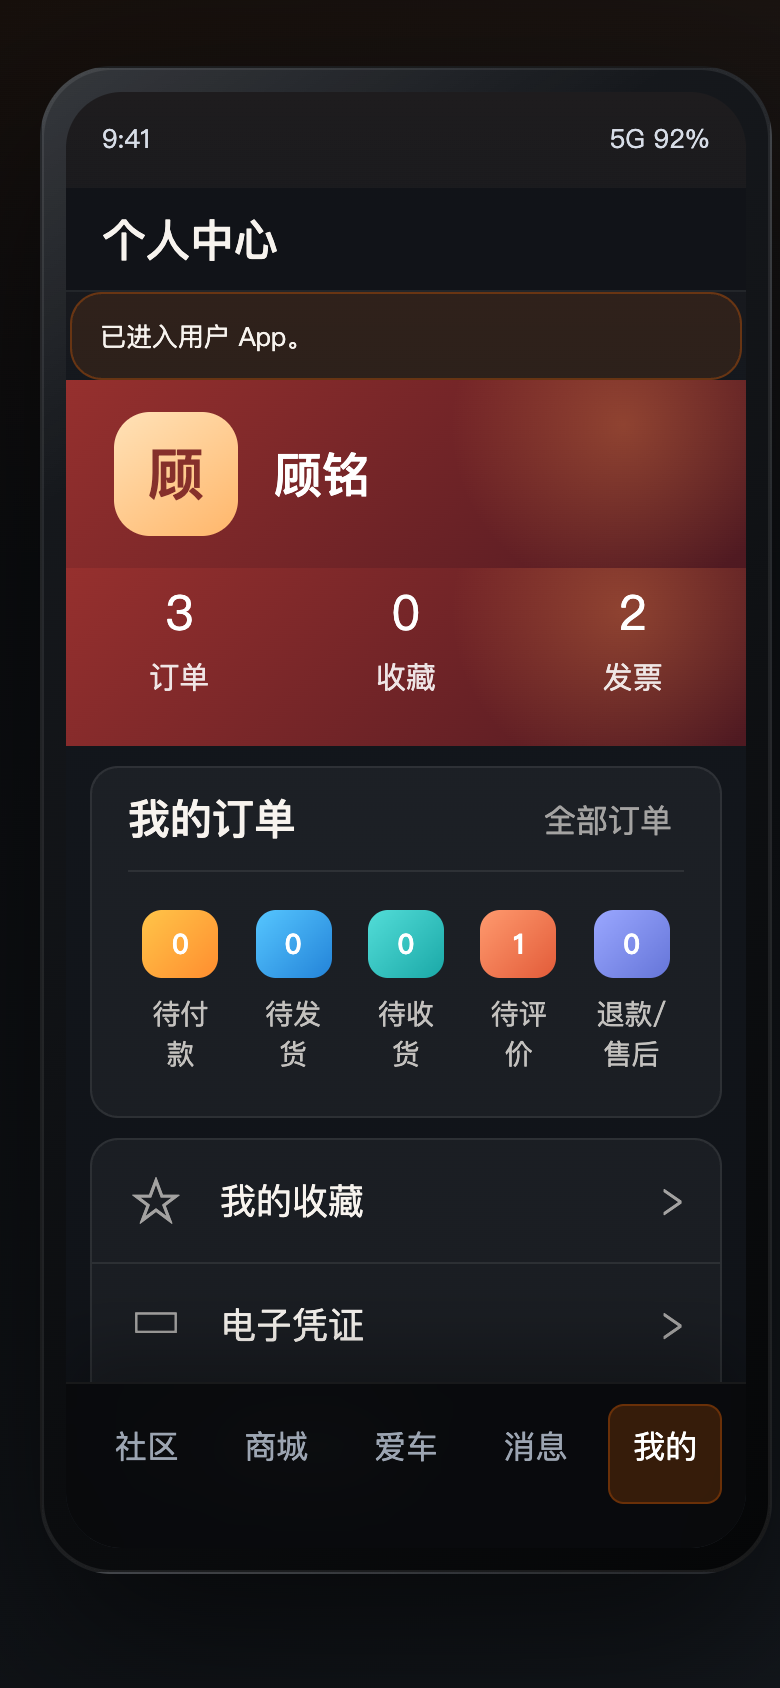 9:41 5G 92%
个人中心
已进入用户 App。
顾 顾铭
3 0 2
订单 收藏 发票
我的订单 全部订单
0 0 0 1 0
待付款 待发货 待收货 待评价 退款/售后
我的收藏
电子凭证
社区 商城 爱车 消息 我的